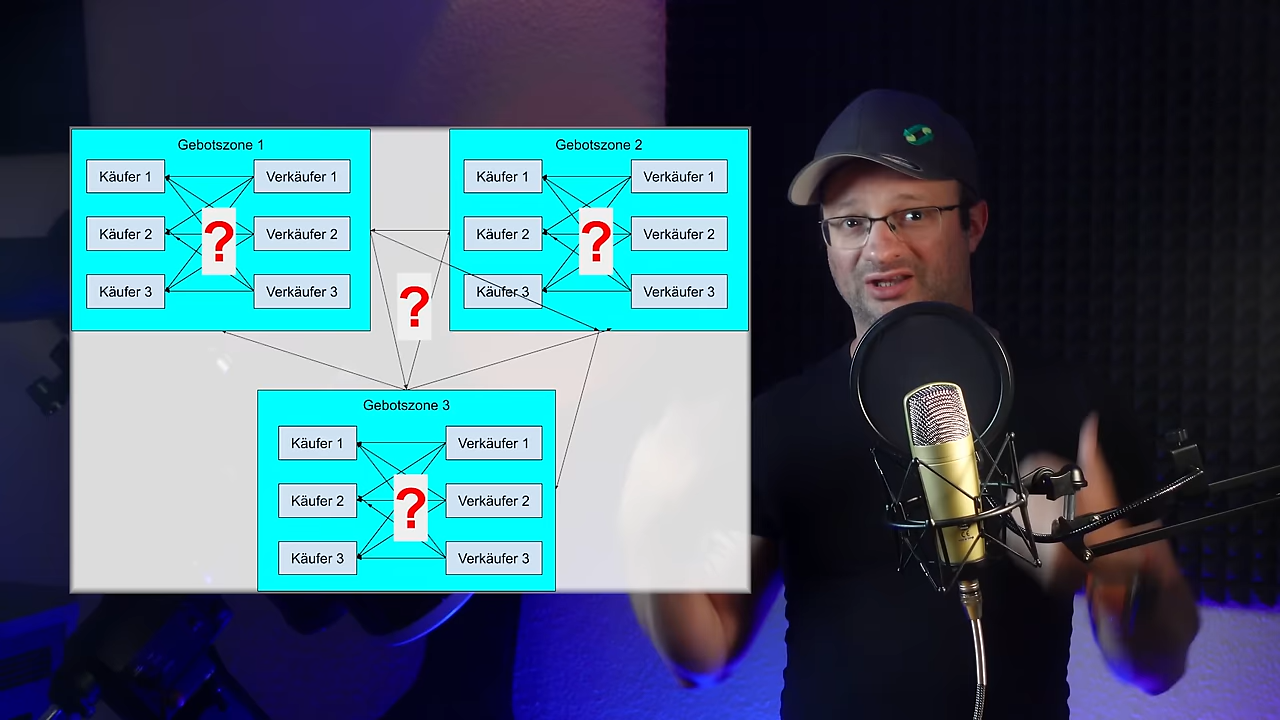 Gebotszone 1
Käufer 1
Verkäufer 1
Käufer 2
?
Verkäufer 2
Käufer 3
Verkäufer 3
Gebotszone 2
Käufer 1
Verkäufer 1
Käufer 2
?
Verkäufer 2
Käufer 3
Verkäufer 3
?
Gebotszone 3
Käufer 1
Verkäufer 1
Käufer 2
?
Verkäufer 2
Käufer 3
Verkäufer 3